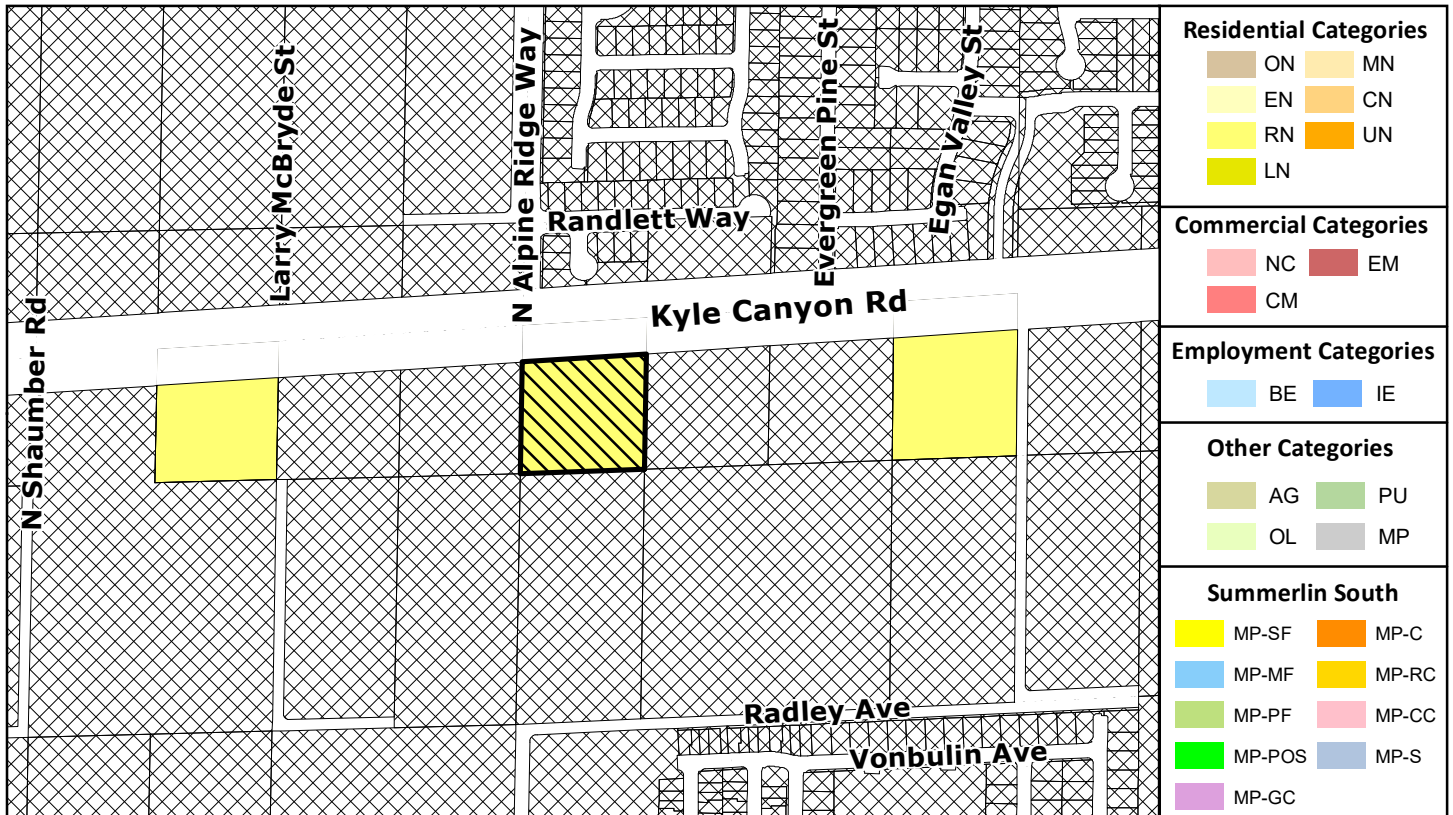 N Shaumber Rd
Larry McBryde St
N Alpine Ridge Way
Randlett Way
Evergreen Pine St
Egan Valley St
Kyle Canyon Rd
Radley Ave
Vonbulin Ave
Residential Categories
ON MN
EN CN
RN UN
LN
Commercial Categories
NC EM
CM
Employment Categories
BE IE
Other Categories
AG PU
OL MP
Summerlin South
MP-SF MP-C
MP-MF MP-RC
MP-PF MP-CC
MP-POS MP-S
MP-GC